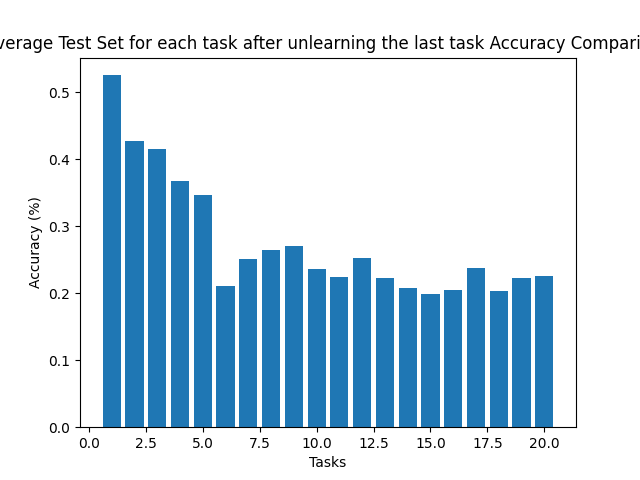 verage Test Set for each task after unlearning the last task Accuracy Compari
Accuracy (%)
0.5
0.4
0.3
0.2
0.1
0.0
0.0 2.5 5.0 7.5 10.0 12.5 15.0 17.5 20.0
Tasks